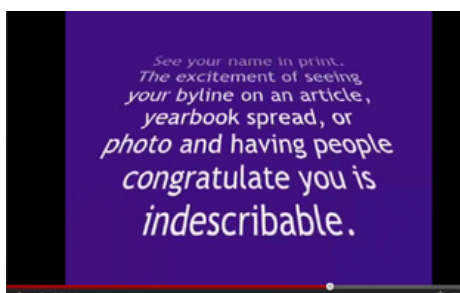 See your name in print.
The excitement of seeing
your byline on an article,
yearbook spread, or
photo and having people
congratulate you is
indescribable.